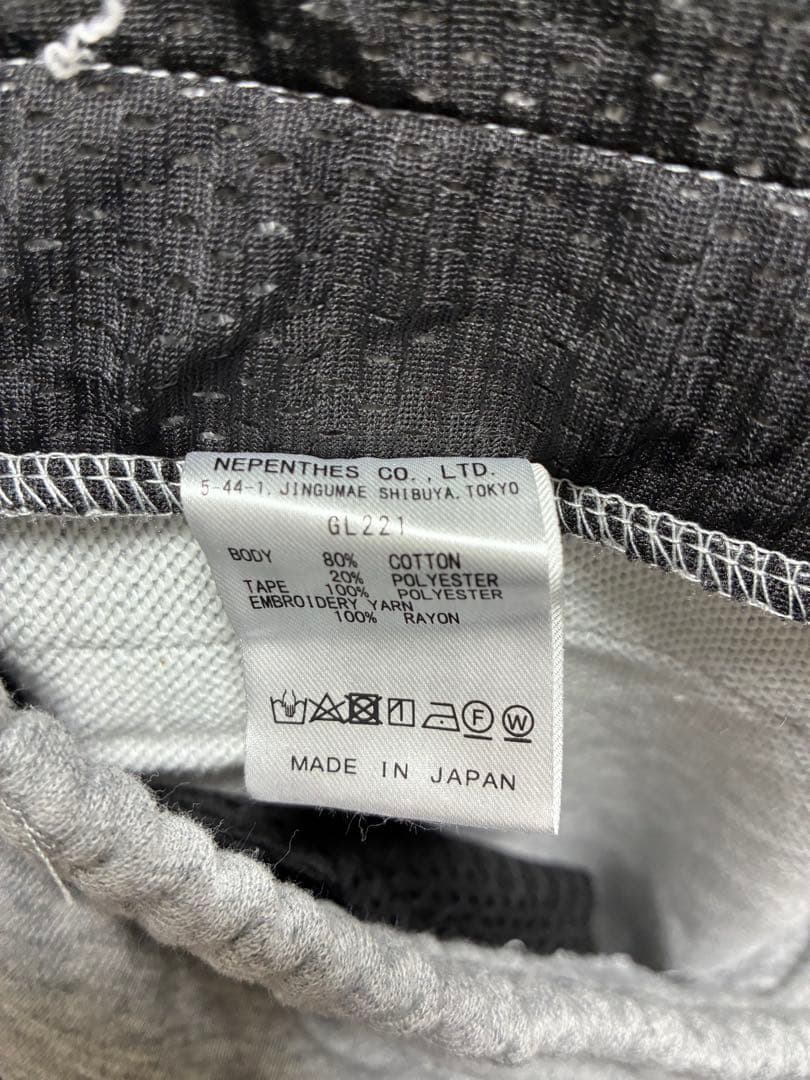 NEPENTHES CO.,LTD.
5-44-1, JINGUMAE SHIBUYA, TOKYO
GL221
BODY 80% COTTON
20% POLYESTER
TAPE 100% POLYESTER
EMBROIDERY YARN
100% RAYON
F W
MADE IN JAPAN